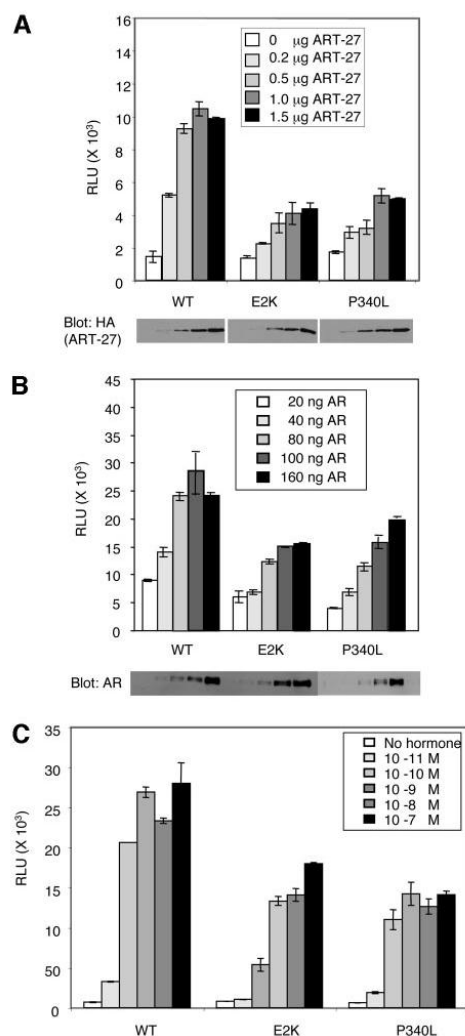 A
16
14
12
10
8
6
4
2
0
RLU (X 10³)
0 µg ART-27
0.2 µg ART-27
0.5 µg ART-27
1.0 µg ART-27
1.5 µg ART-27
WT E2K P340L
Blot: HA
(ART-27)
B
45
40
35
30
25
20
15
10
5
0
RLU (X 10³)
20 ng AR
40 ng AR
80 ng AR
100 ng AR
160 ng AR
WT E2K P340L
Blot: AR
C
35
30
25
20
15
10
50
0
RLU (X 10³)
No hormone
10 -11 M
10 -10 M
10 -9 M
10 -8 M
10 -7 M
WT E2K P340L